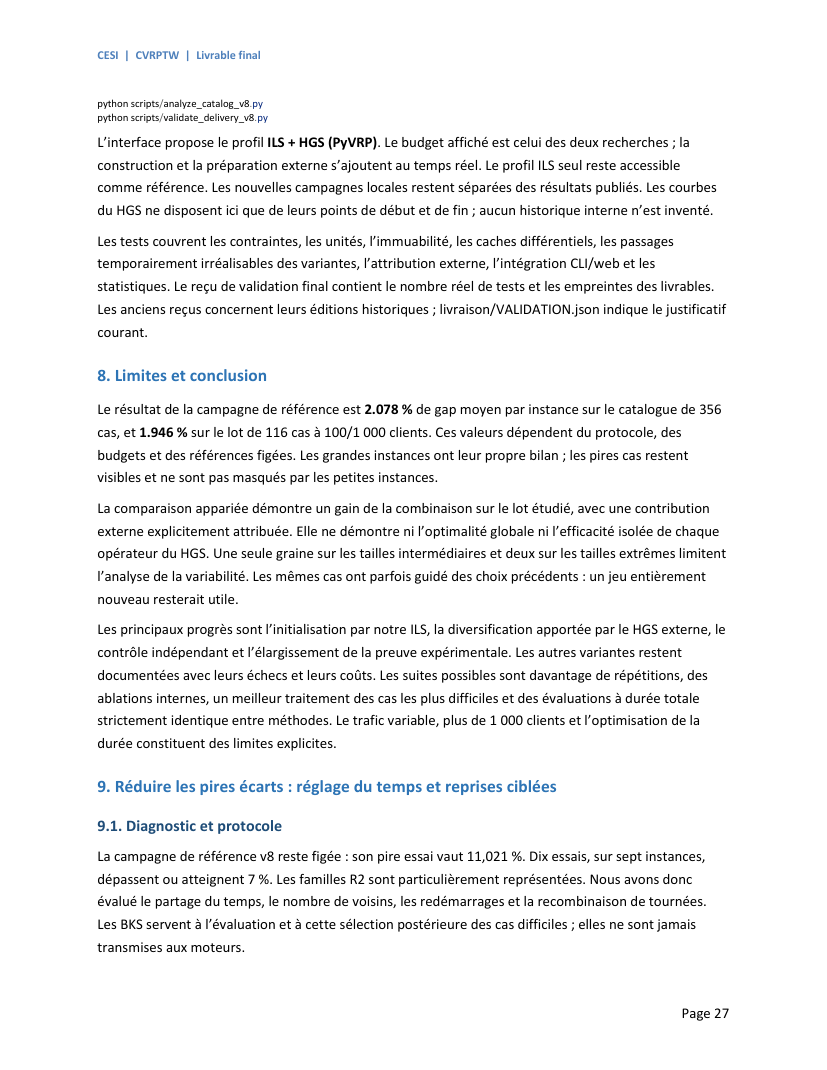 CESI | CVRPTW | Livrable final
python scripts/analyze_catalog_v8.py
python scripts/validate_delivery_v8.py
L’interface propose le profil ILS + HGS (PyVRP). Le budget affiché est celui des deux recherches ; la
construction et la préparation externe s’ajoutent au temps réel. Le profil ILS seul reste accessible
comme référence. Les nouvelles campagnes locales restent séparées des résultats publiés. Les courbes
du HGS ne disposent ici que de leurs points de début et de fin ; aucun historique interne n’est inventé.
Les tests couvrent les contraintes, les unités, l’immuabilité, les caches différentiels, les passages
temporairement irréalisables des variantes, l’attribution externe, l’intégration CLI/web et les
statistiques. Le reçu de validation final contient le nombre réel de tests et les empreintes des livrables.
Les anciens reçus concernent leurs éditions historiques ; livraison/VALIDATION.json indique le justificatif
courant.
8. Limites et conclusion
Le résultat de la campagne de référence est 2.078 % de gap moyen par instance sur le catalogue de 356
cas, et 1.946 % sur le lot de 116 cas à 100/1 000 clients. Ces valeurs dépendent du protocole, des
budgets et des références figées. Les grandes instances ont leur propre bilan ; les pires cas restent
visibles et ne sont pas masqués par les petites instances.
La comparaison appariée démontre un gain de la combinaison sur le lot étudié, avec une contribution
externe explicitement attribuée. Elle ne démontre ni l’optimalité globale ni l’efficacité isolée de chaque
opérateur du HGS. Une seule graine sur les tailles intermédiaires et deux sur les tailles extrêmes limitent
l’analyse de la variabilité. Les mêmes cas ont parfois guidé des choix précédents : un jeu entièrement
nouveau resterait utile.
Les principaux progrès sont l’initialisation par notre ILS, la diversification apportée par le HGS externe, le
contrôle indépendant et l’élargissement de la preuve expérimentale. Les autres variantes restent
documentées avec leurs échecs et leurs coûts. Les suites possibles sont davantage de répétitions, des
ablations internes, un meilleur traitement des cas les plus difficiles et des évaluations à durée totale
strictement identique entre méthodes. Le trafic variable, plus de 1 000 clients et l’optimisation de la
durée constituent des limites explicites.
9. Réduire les pires écarts : réglage du temps et reprises ciblées
9.1. Diagnostic et protocole
La campagne de référence v8 reste figée : son pire essai vaut 11,021 %. Dix essais, sur sept instances,
dépassent ou atteignent 7 %. Les familles R2 sont particulièrement représentées. Nous avons donc
évalué le partage du temps, le nombre de voisins, les redémarrages et la recombinaison de tournées.
Les BKS servent à l’évaluation et à cette sélection postérieure des cas difficiles ; elles ne sont jamais
transmises aux moteurs.
Page 27